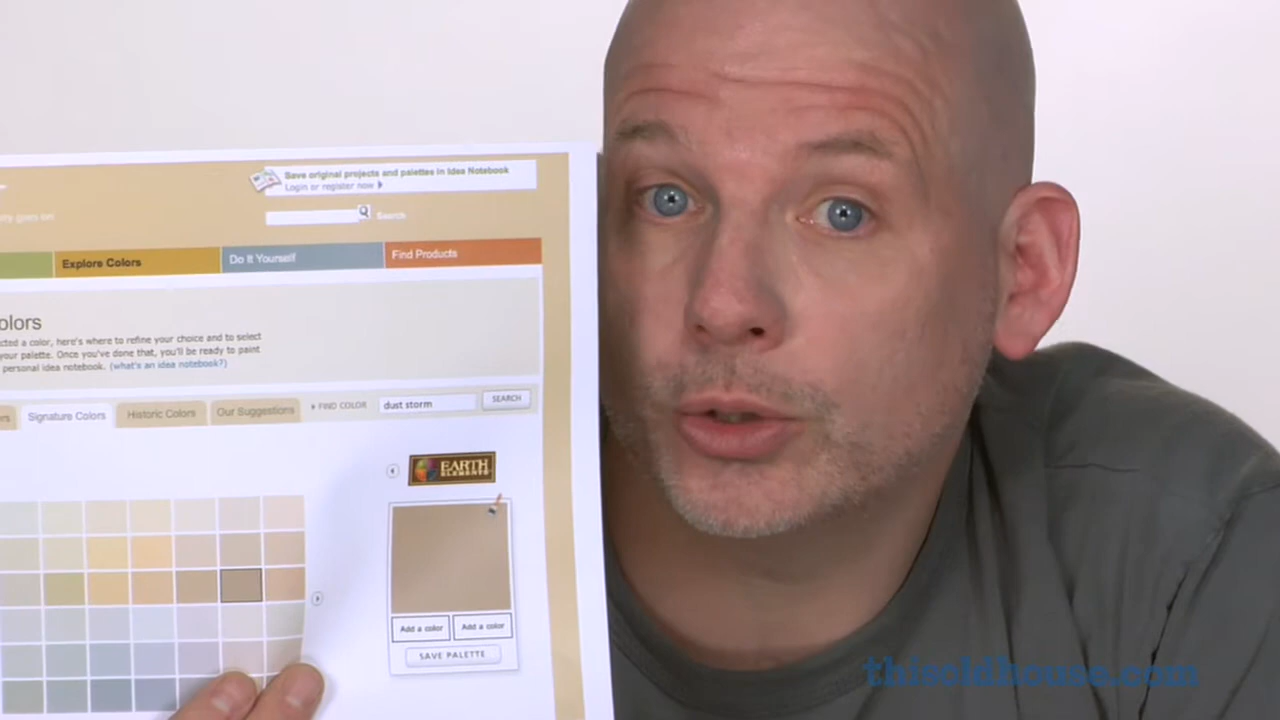 Save original projects and palettes in Idea Notebook
Login or register now
Search
Explore Colors
Do It Yourself
Find Products
olors
cted a color, here's where to refine your choice and to select
your palette. Once you've done that, you'll be ready to paint
personal idea notebook. (what's an idea notebook?)
rs
Signature Colors
Historic Colors
Our Suggestions
FIND COLOR
dust storm
SEARCH
EARTH
ELEMENTS
Add a color
Add a color
SAVE PALETTE
thisoldhouse.com